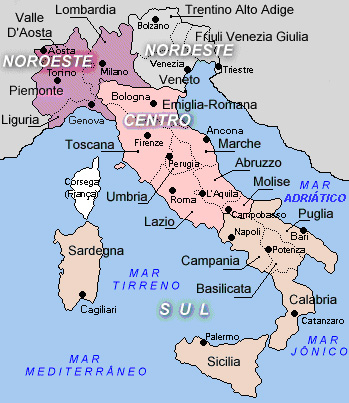 Lombardia
Trentino Alto Adige
Valle
D'Aosta
Bolzano
Friuli Venezia Giulia
NORDESTE
Aosta
NOROESTE
Torino
Milano
Venezia
Triestre
Veneto
Piemonte
Bologna
Emiglia-Romana
Liguria
Genova
CENTRO
Ancona
Toscana
Firenze
Marche
Perugia
Abruzzo
Corsega
(França)
Umbria
Roma
L'Aquila
Molise
MAR
ADRIÁTICO
Lazio
Campobasso
Puglia
Napoli
Bari
Sardegna
Potenza
Campania
MAR
TIRRENO
Basilicata
Cagiliari
SUL
Calabria
Catanzaro
Palermo
MAR
JÔNICO
MAR
MEDITERRÂNEO
Sicilia